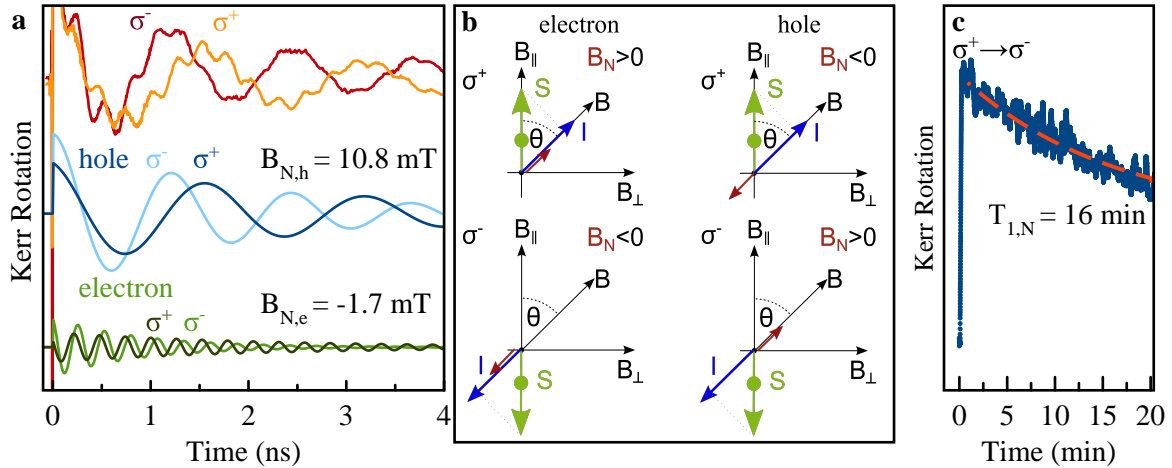 a
σ⁻ σ⁺
Kerr Rotation
hole σ⁻ σ⁺ B_N,h = 10.8 mT
electron
B_N,e = -1.7 mT
σ⁺ σ⁻
0 1 2 3 4
Time (ns)
b
electron hole
B∥ B_N>0
σ⁺ S B
θ I
B⊥
B∥ B_N<0
σ⁺ S B
θ I
B⊥
σ⁻ B∥ B_N<0
B
θ
I S B⊥
σ⁻ B∥ B_N>0
B
θ
I S B⊥
c
σ⁺→σ⁻
Kerr Rotation
T_1,N = 16 min
0 5 10 15 20
Time (min)